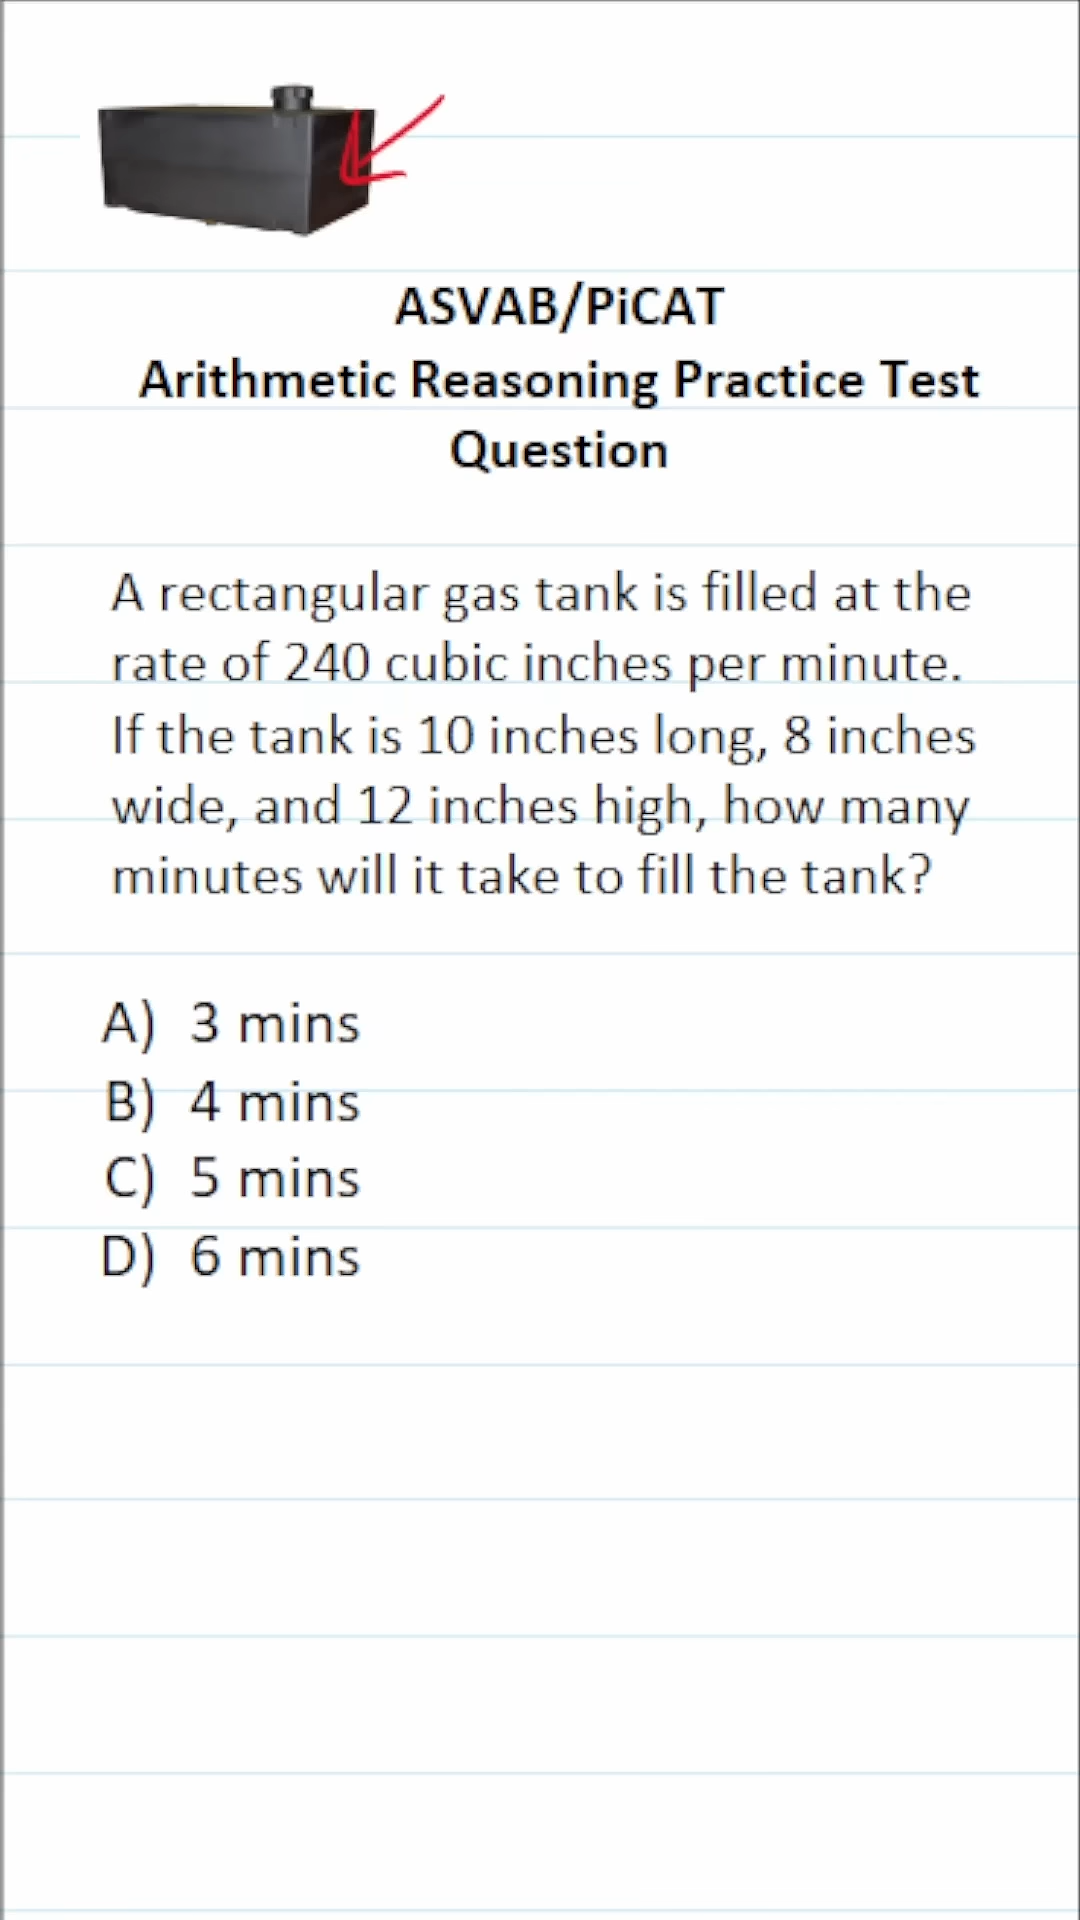 ASVAB/PiCAT
Arithmetic Reasoning Practice Test
Question
A rectangular gas tank is filled at the
rate of 240 cubic inches per minute.
If the tank is 10 inches long, 8 inches
wide, and 12 inches high, how many
minutes will it take to fill the tank?
A) 3 mins
B) 4 mins
C) 5 mins
D) 6 mins